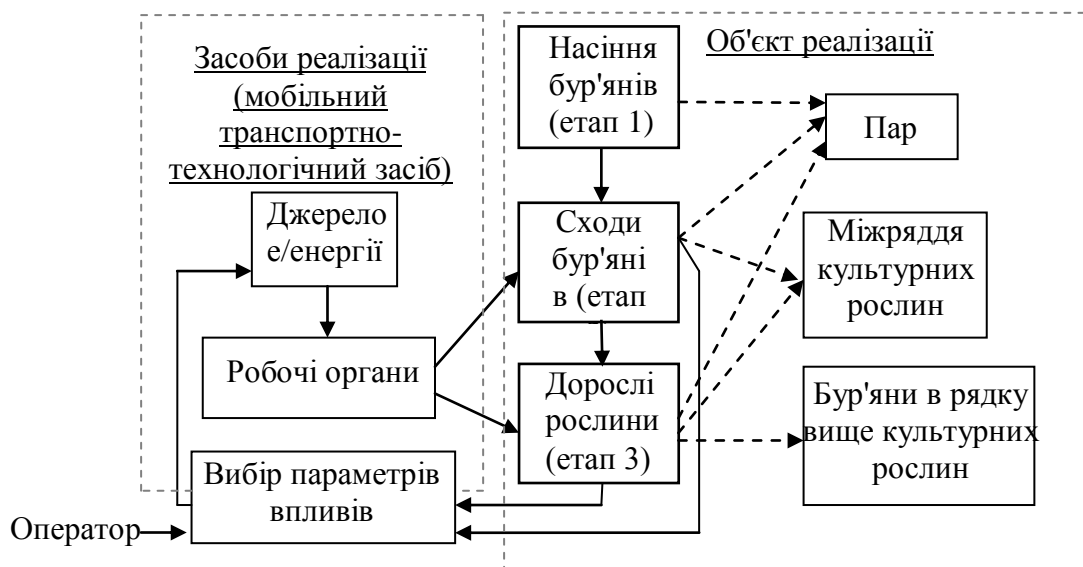 Засоби реалізації
(мобільний
транспортно-
технологічний засіб)
Джерело
е/енергії
Робочі органи
Вибір параметрів
впливів
Оператор
Насіння
бур'янів
(етап 1)
Сходи
бур'яні
в (етап
Дорослі
рослини
(етап 3)
Об'єкт реалізації
Пар
Міжряддя
культурних
рослин
Бур'яни в рядку
вище культурних
рослин